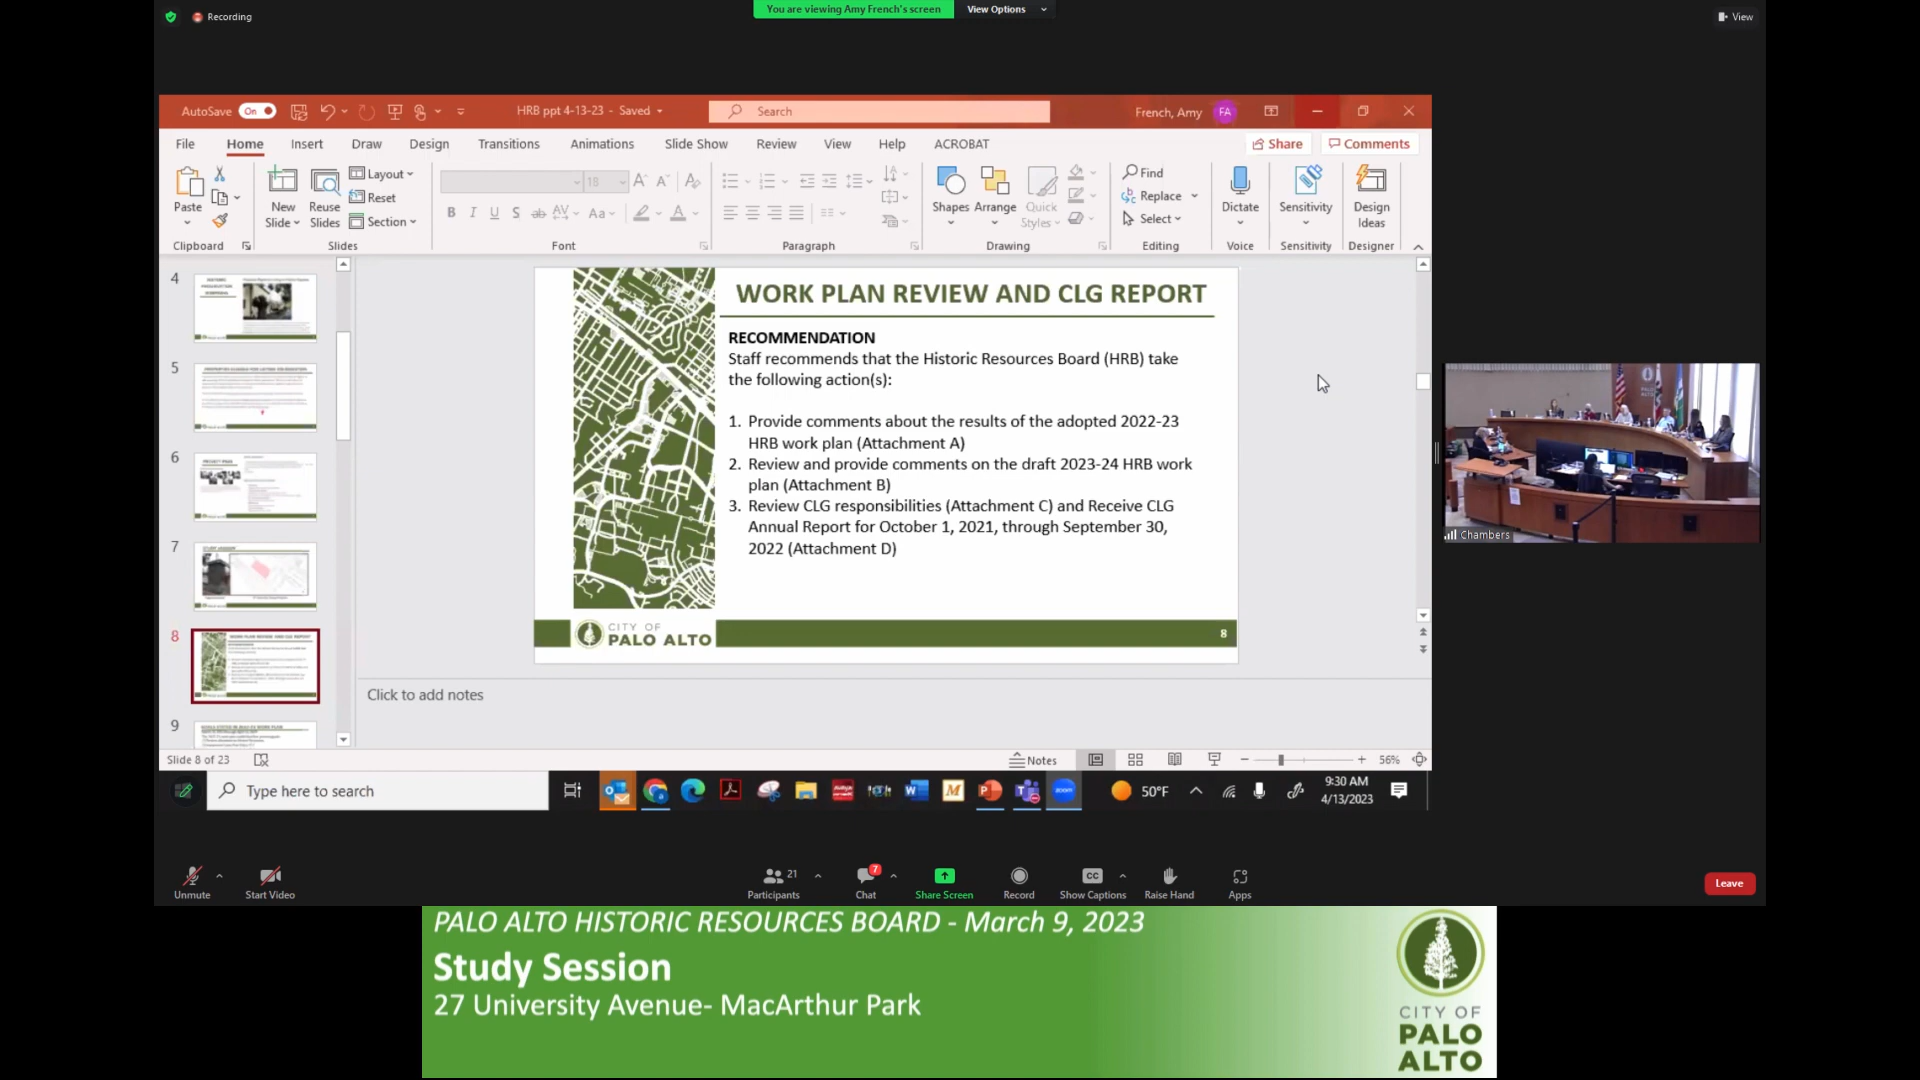 Recording
You are viewing Amy French's screen
View Options
View
AutoSave
On
HRB ppt 4-13-23 - Saved
Search
French, Amy
FA
File
Home
Insert
Draw
Design
Transitions
Animations
Slide Show
Review
View
Help
ACROBAT
Share
Comments
Paste
New
Slide
Reuse
Slides
Layout
Reset
Section
18
Shapes
Arrange
Quick
Styles
Find
Replace
Select
Dictate
Sensitivity
Design
Ideas
Clipboard
Slides
Font
Paragraph
Drawing
Editing
Voice
Sensitivity
Designer
4
5
6
7
8
9
WORK PLAN REVIEW AND CLG REPORT
RECOMMENDATION
Staff recommends that the Historic Resources Board (HRB) take
the following action(s):
1. Provide comments about the results of the adopted 2022-23
HRB work plan (Attachment A)
2. Review and provide comments on the draft 2023-24 HRB work
plan (Attachment B)
3. Review CLG responsibilities (Attachment C) and Receive CLG
Annual Report for October 1, 2021, through September 30,
2022 (Attachment D)
CITY OF
PALO ALTO
8
Chambers
Click to add notes
Slide 8 of 23
Notes
56%
Type here to search
50°F
9:30 AM
4/13/2023
Unmute
Start Video
Participants
21
Chat
7
Share Screen
Record
Show Captions
Raise Hand
Apps
Leave
PALO ALTO HISTORIC RESOURCES BOARD - March 9, 2023
Study Session
27 University Avenue- MacArthur Park
CITY OF
PALO
ALTO